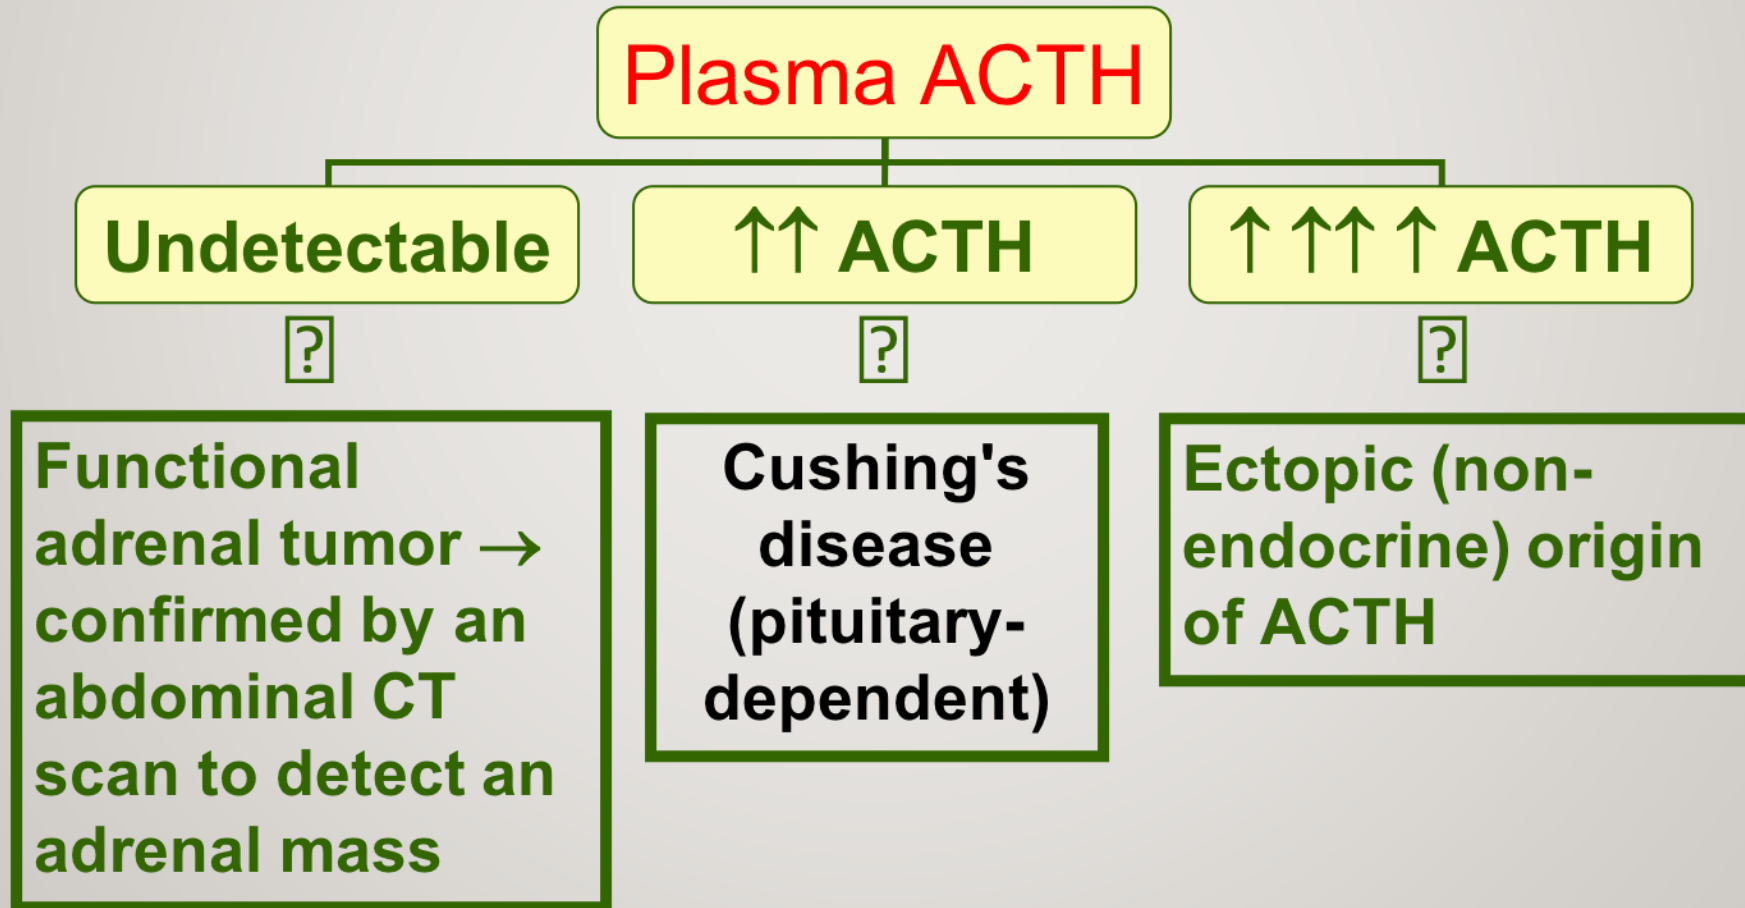 Plasma ACTH
Undetectable
↑↑ ACTH
↑ ↑↑ ↑ ACTH
?
?
?
Functional
adrenal tumor →
confirmed by an
abdominal CT
scan to detect an
adrenal mass
Cushing's
disease
(pituitary-
dependent)
Ectopic (non-
endocrine) origin
of ACTH